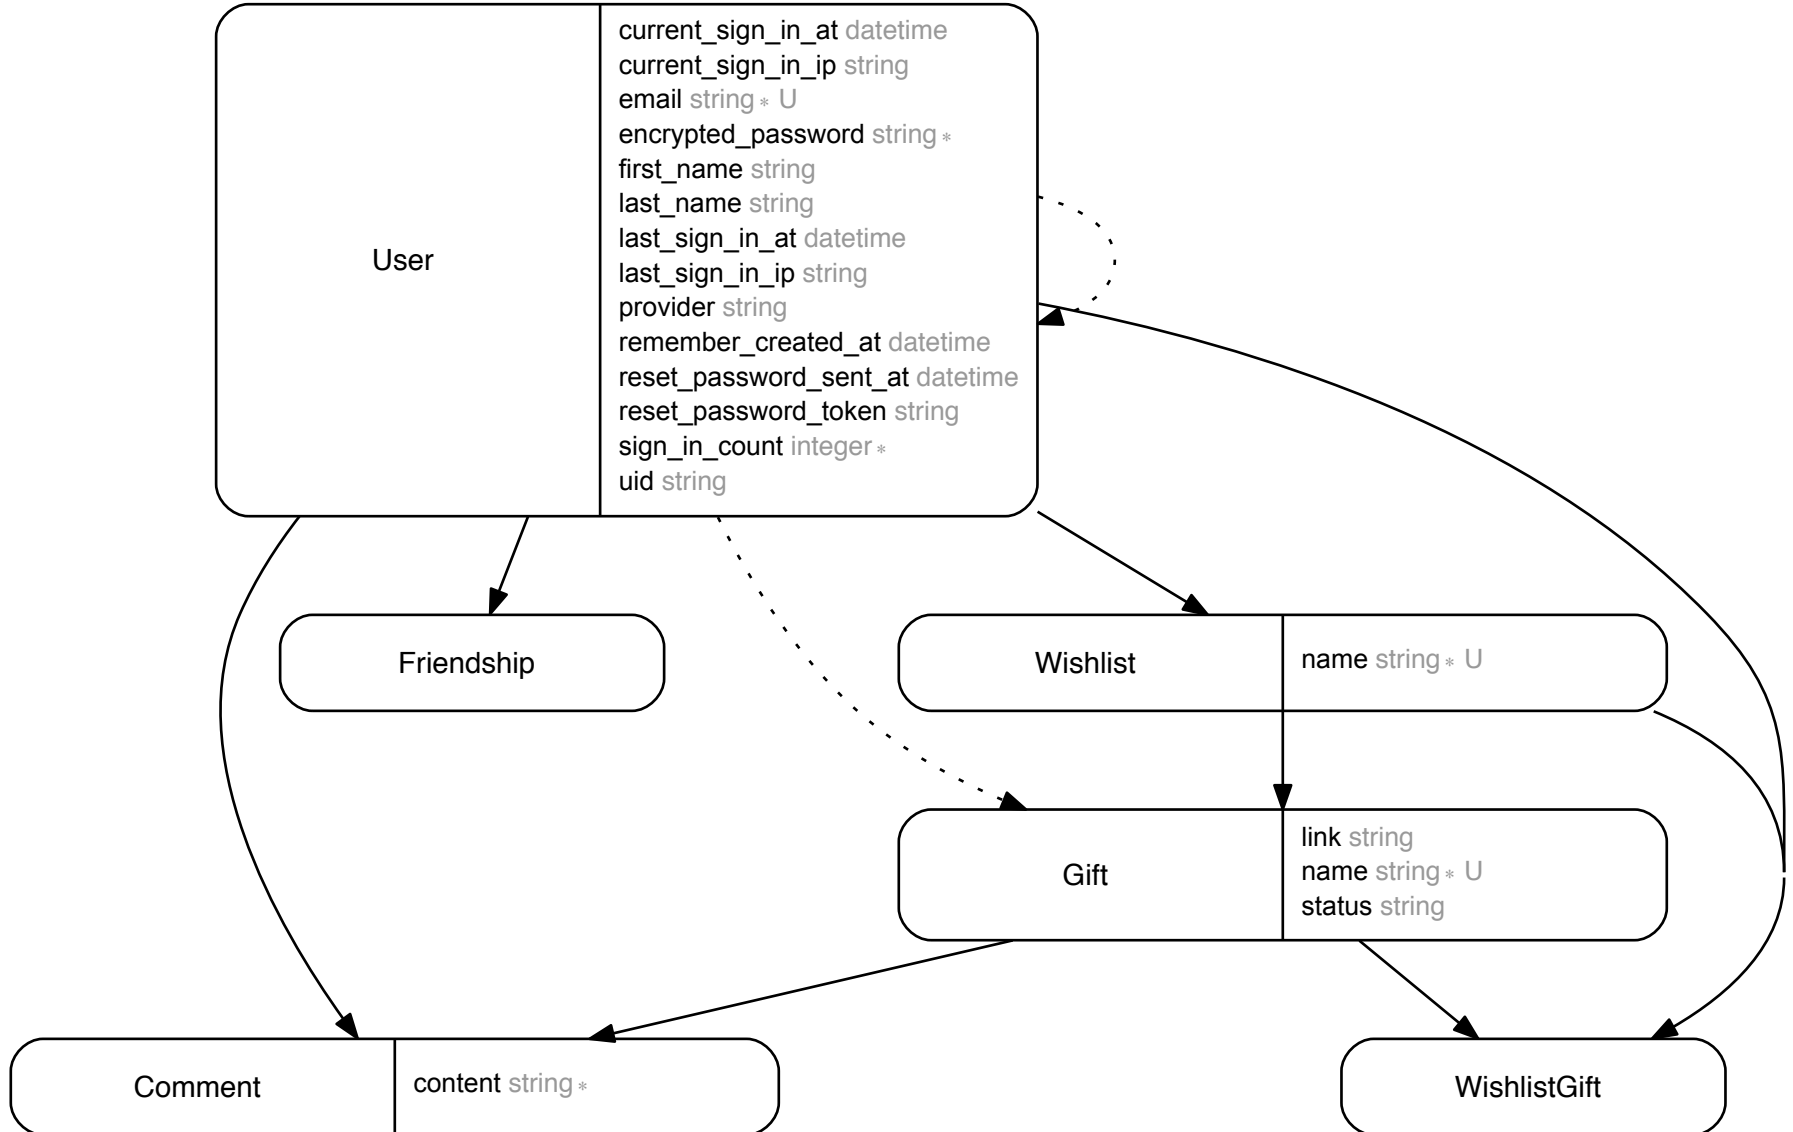 User
current_sign_in_at datetime
current_sign_in_ip string
email string * U
encrypted_password string *
first_name string
last_name string
last_sign_in_at datetime
last_sign_in_ip string
provider string
remember_created_at datetime
reset_password_sent_at datetime
reset_password_token string
sign_in_count integer *
uid string
Friendship
Wishlist
name string * U
Gift
link string
name string * U
status string
Comment
content string *
WishlistGift